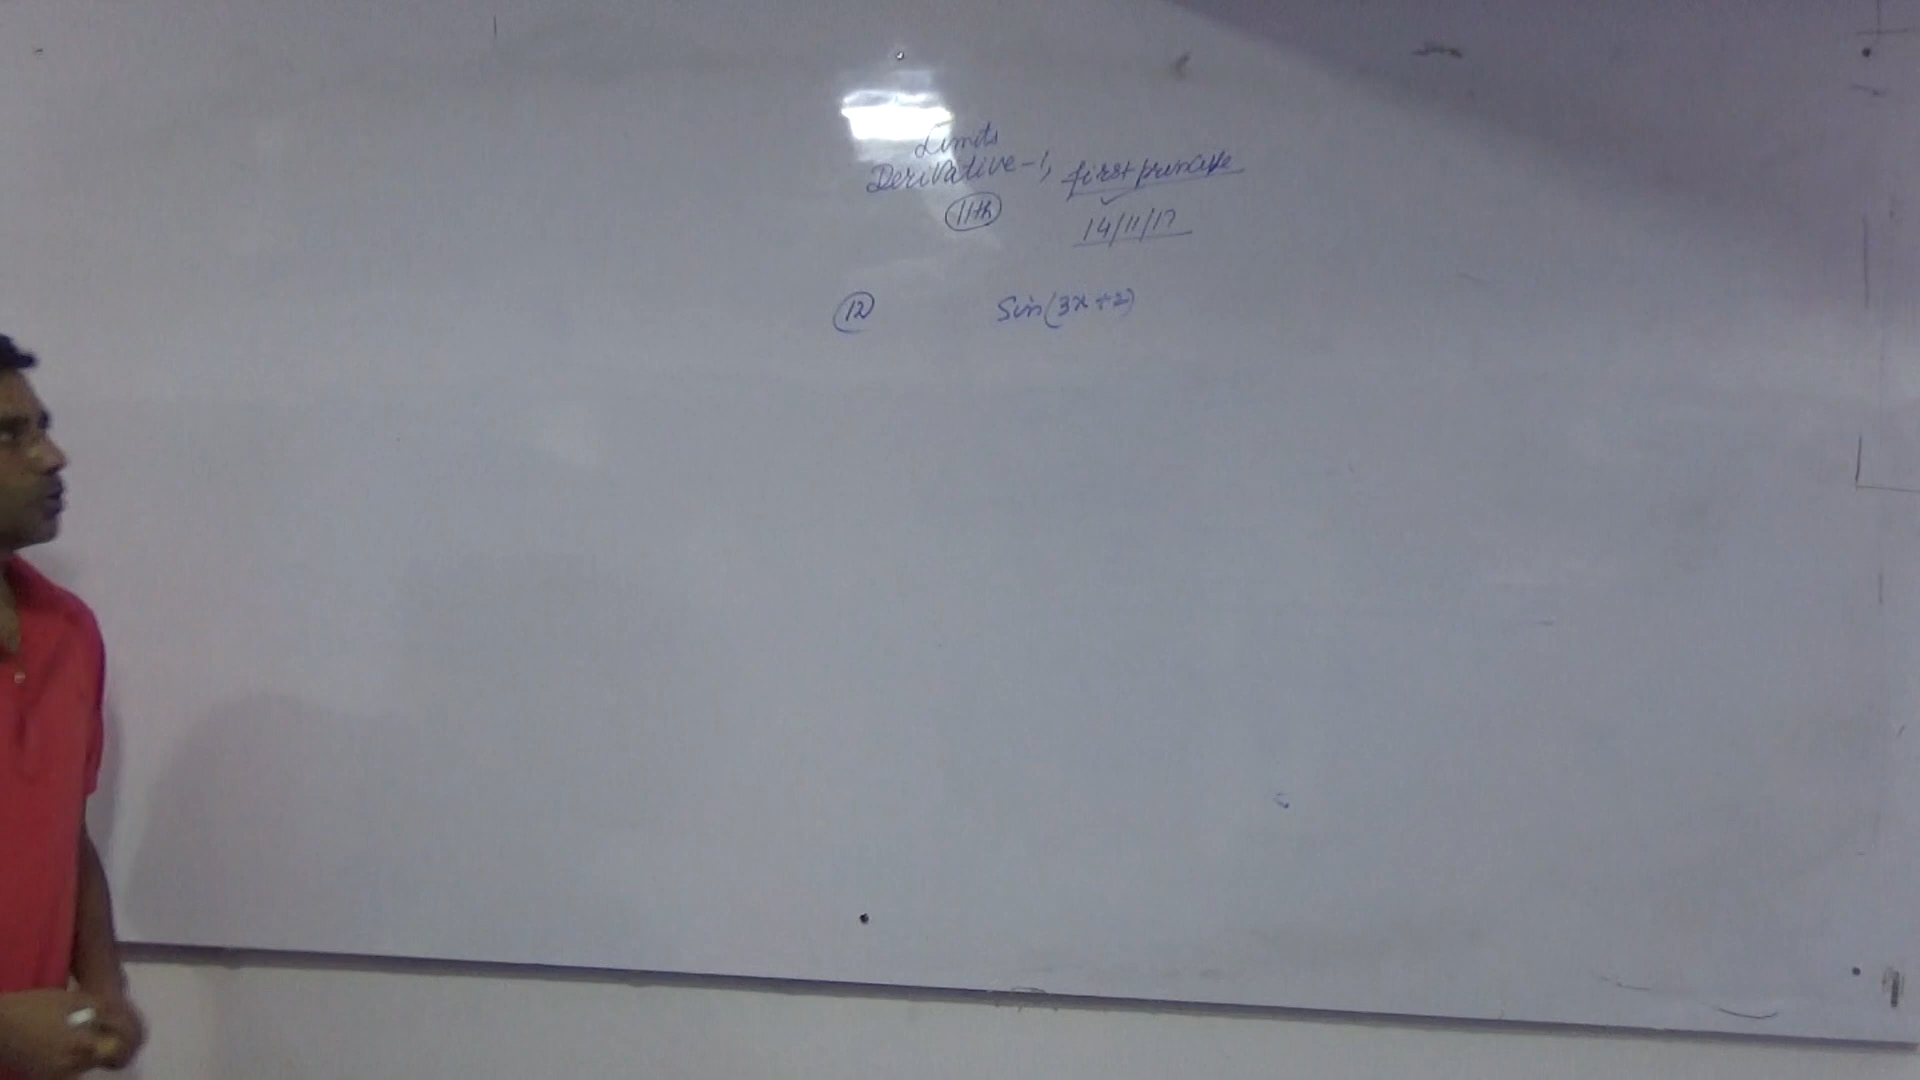 Limits
Derivative-1, first principle
11th
14/11/17
12 Sin(3x+2)